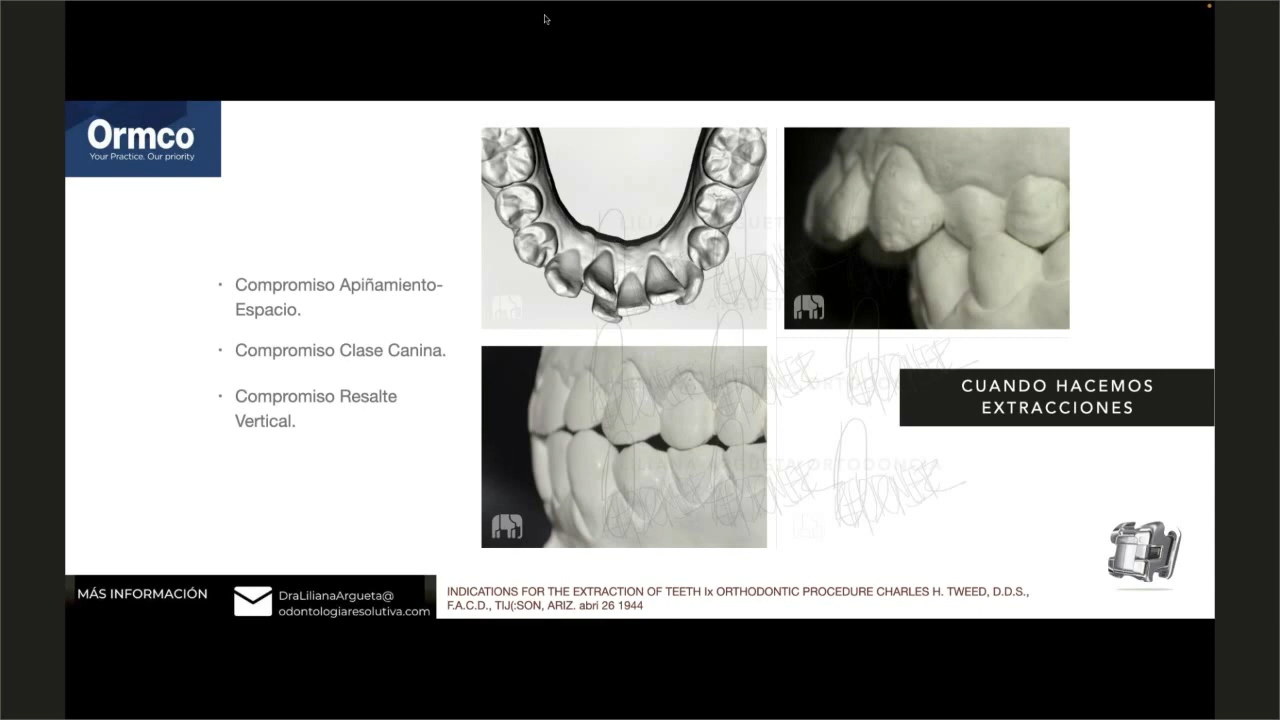 Ormco
Your Practice. Our priority
• Compromiso Apiñamiento-
Espacio.
• Compromiso Clase Canina.
• Compromiso Resalte
Vertical.
CUANDO HACEMOS
EXTRACCIONES
MÁS INFORMACIÓN
DraLilianaArgueta@
odontologiaresolutiva.com
INDICATIONS FOR THE EXTRACTION OF TEETH Ix ORTHODONTIC PROCEDURE CHARLES H. TWEED, D.D.S.,
F.A.C.D., TIJ(:SON, ARIZ. abri 26 1944